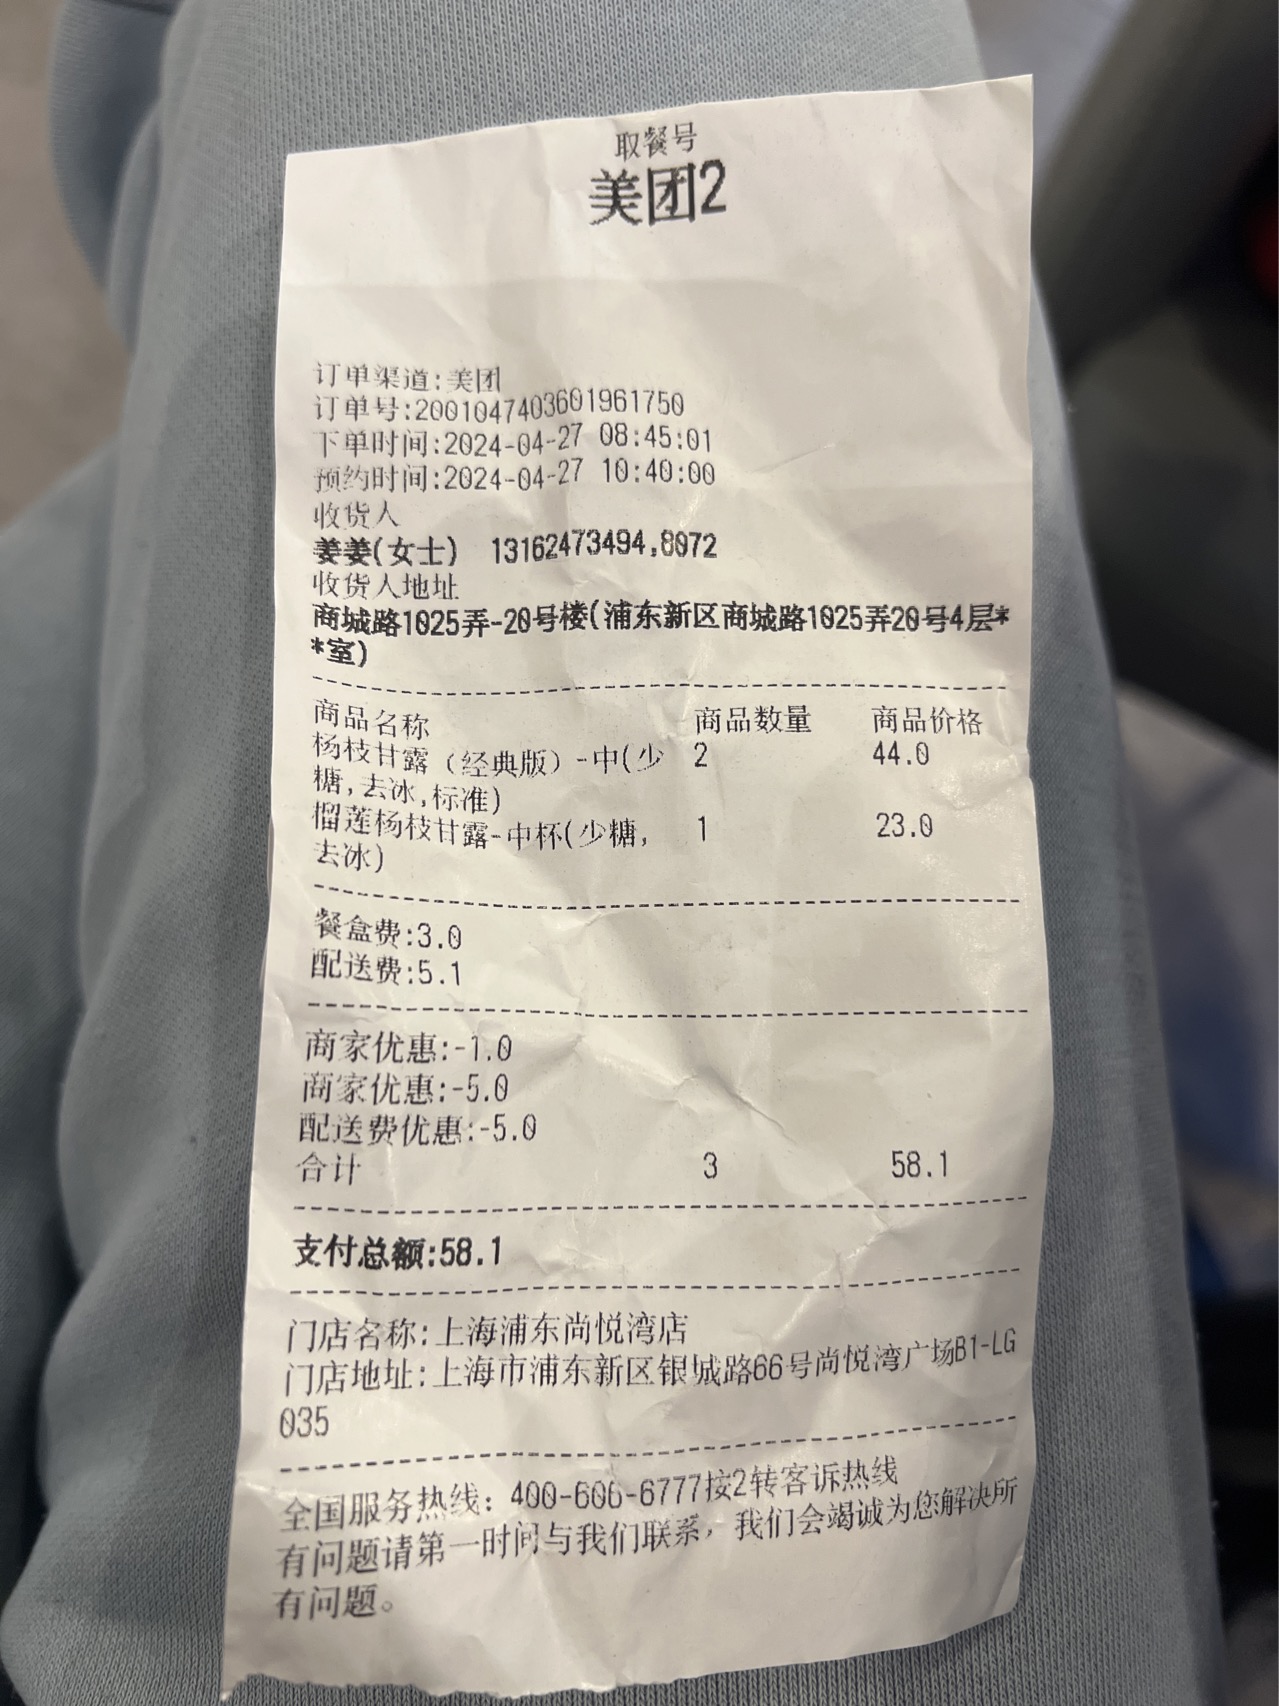 取餐号
美团2
订单渠道:美团
订单号:2001047403601961750
下单时间:2024-04-27 08:45:01
预约时间:2024-04-27 10:40:00
收货人
姜姜(女士) 13162473494,8072
收货人地址
商城路1025弄-20号楼(浦东新区商城路1025弄20号4层*
*室)
商品名称 商品数量 商品价格
杨枝甘露（经典版）-中(少 2 44.0
糖,去冰,标准)
榴莲杨枝甘露-中杯(少糖, 1 23.0
去冰)
餐盒费:3.0
配送费:5.1
商家优惠:-1.0
商家优惠:-5.0
配送费优惠:-5.0
合计 3 58.1
支付总额:58.1
门店名称:上海浦东尚悦湾店
门店地址:上海市浦东新区银城路66号尚悦湾广场B1-LG
035
全国服务热线：400-606-6777按2转客诉热线
有问题请第一时间与我们联系，我们会竭诚为您解决所
有问题。